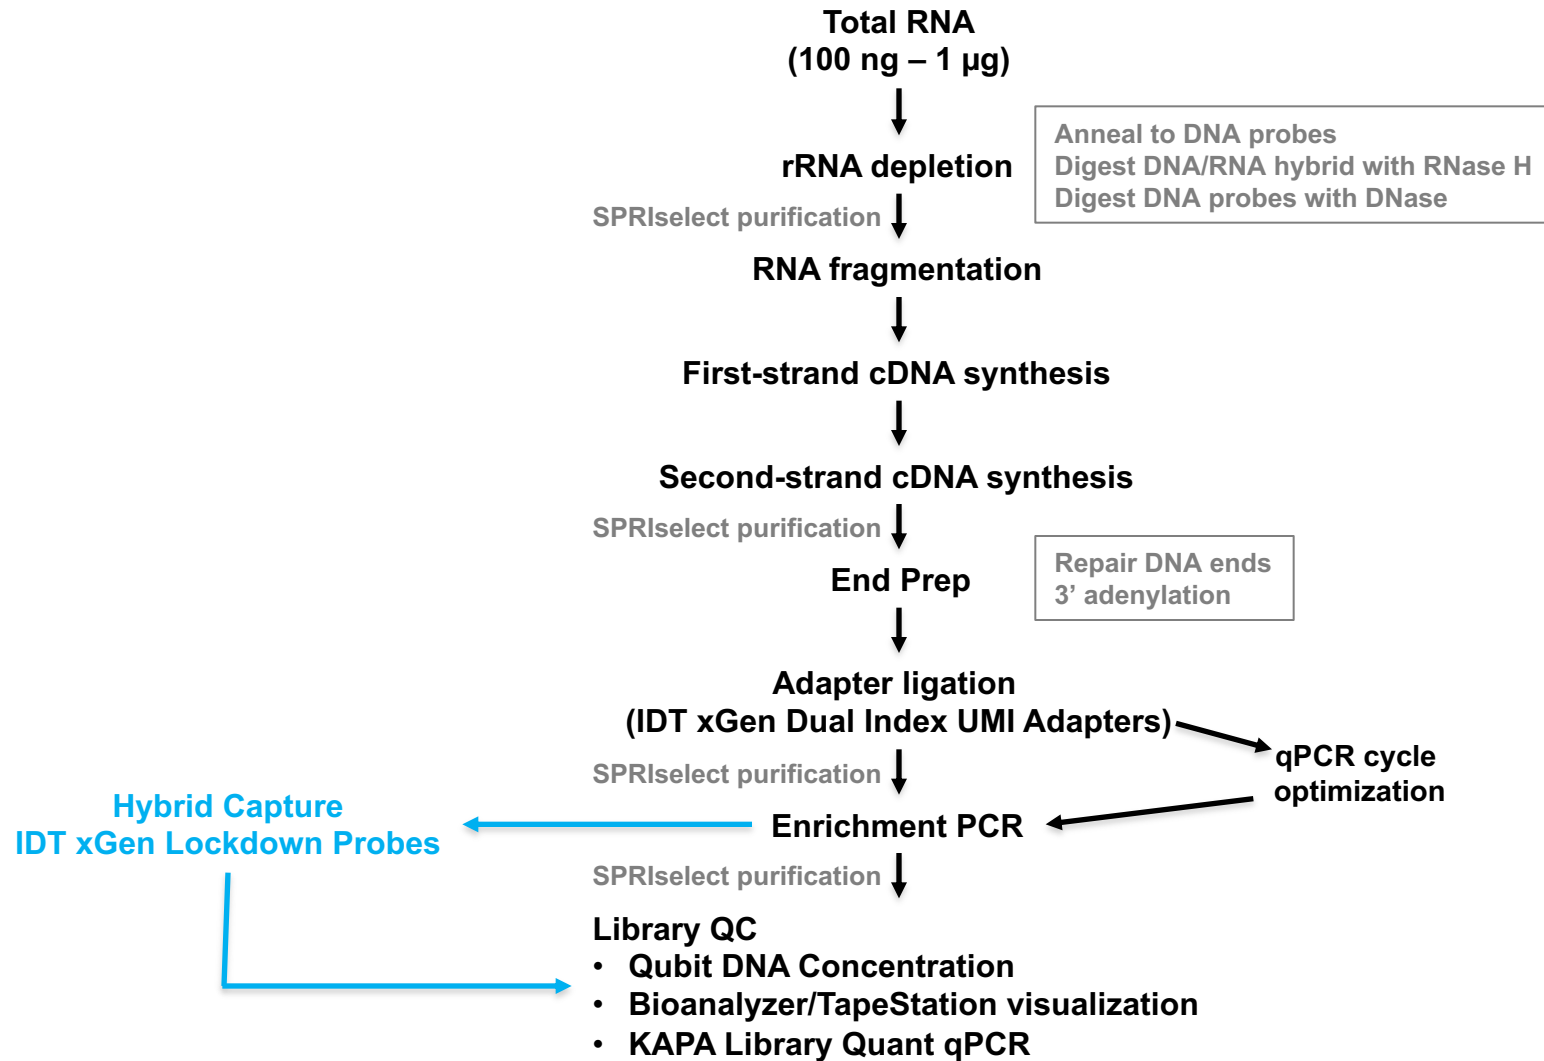 Total RNA
(100 ng – 1 µg)
Anneal to DNA probes
Digest DNA/RNA hybrid with RNase H
Digest DNA probes with DNase
rRNA depletion
SPRIselect purification
RNA fragmentation
First-strand cDNA synthesis
Second-strand cDNA synthesis
SPRIselect purification
End Prep
Repair DNA ends
3’ adenylation
Adapter ligation
(IDT xGen Dual Index UMI Adapters)
qPCR cycle
optimization
SPRIselect purification
Hybrid Capture
IDT xGen Lockdown Probes
Enrichment PCR
SPRIselect purification
Library QC
• Qubit DNA Concentration
• Bioanalyzer/TapeStation visualization
• KAPA Library Quant qPCR